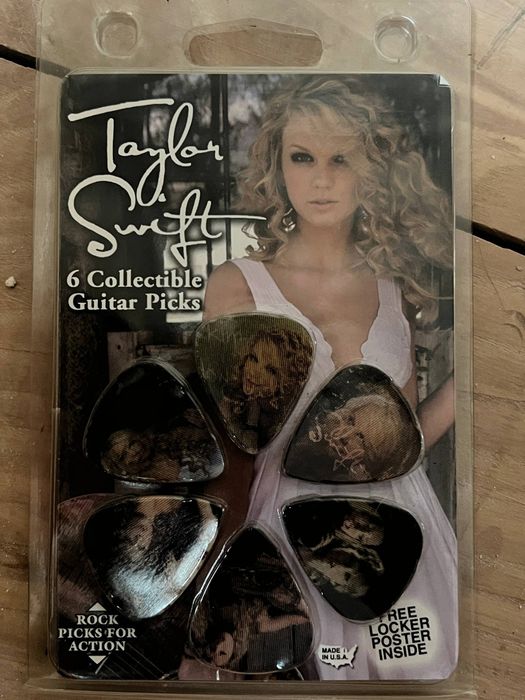 Taylor
Swift
6 Collectible
Guitar Picks
ROCK
PICKS FOR
ACTION
MADE
IN U.S.A.
FREE
LOCKER
POSTER
INSIDE